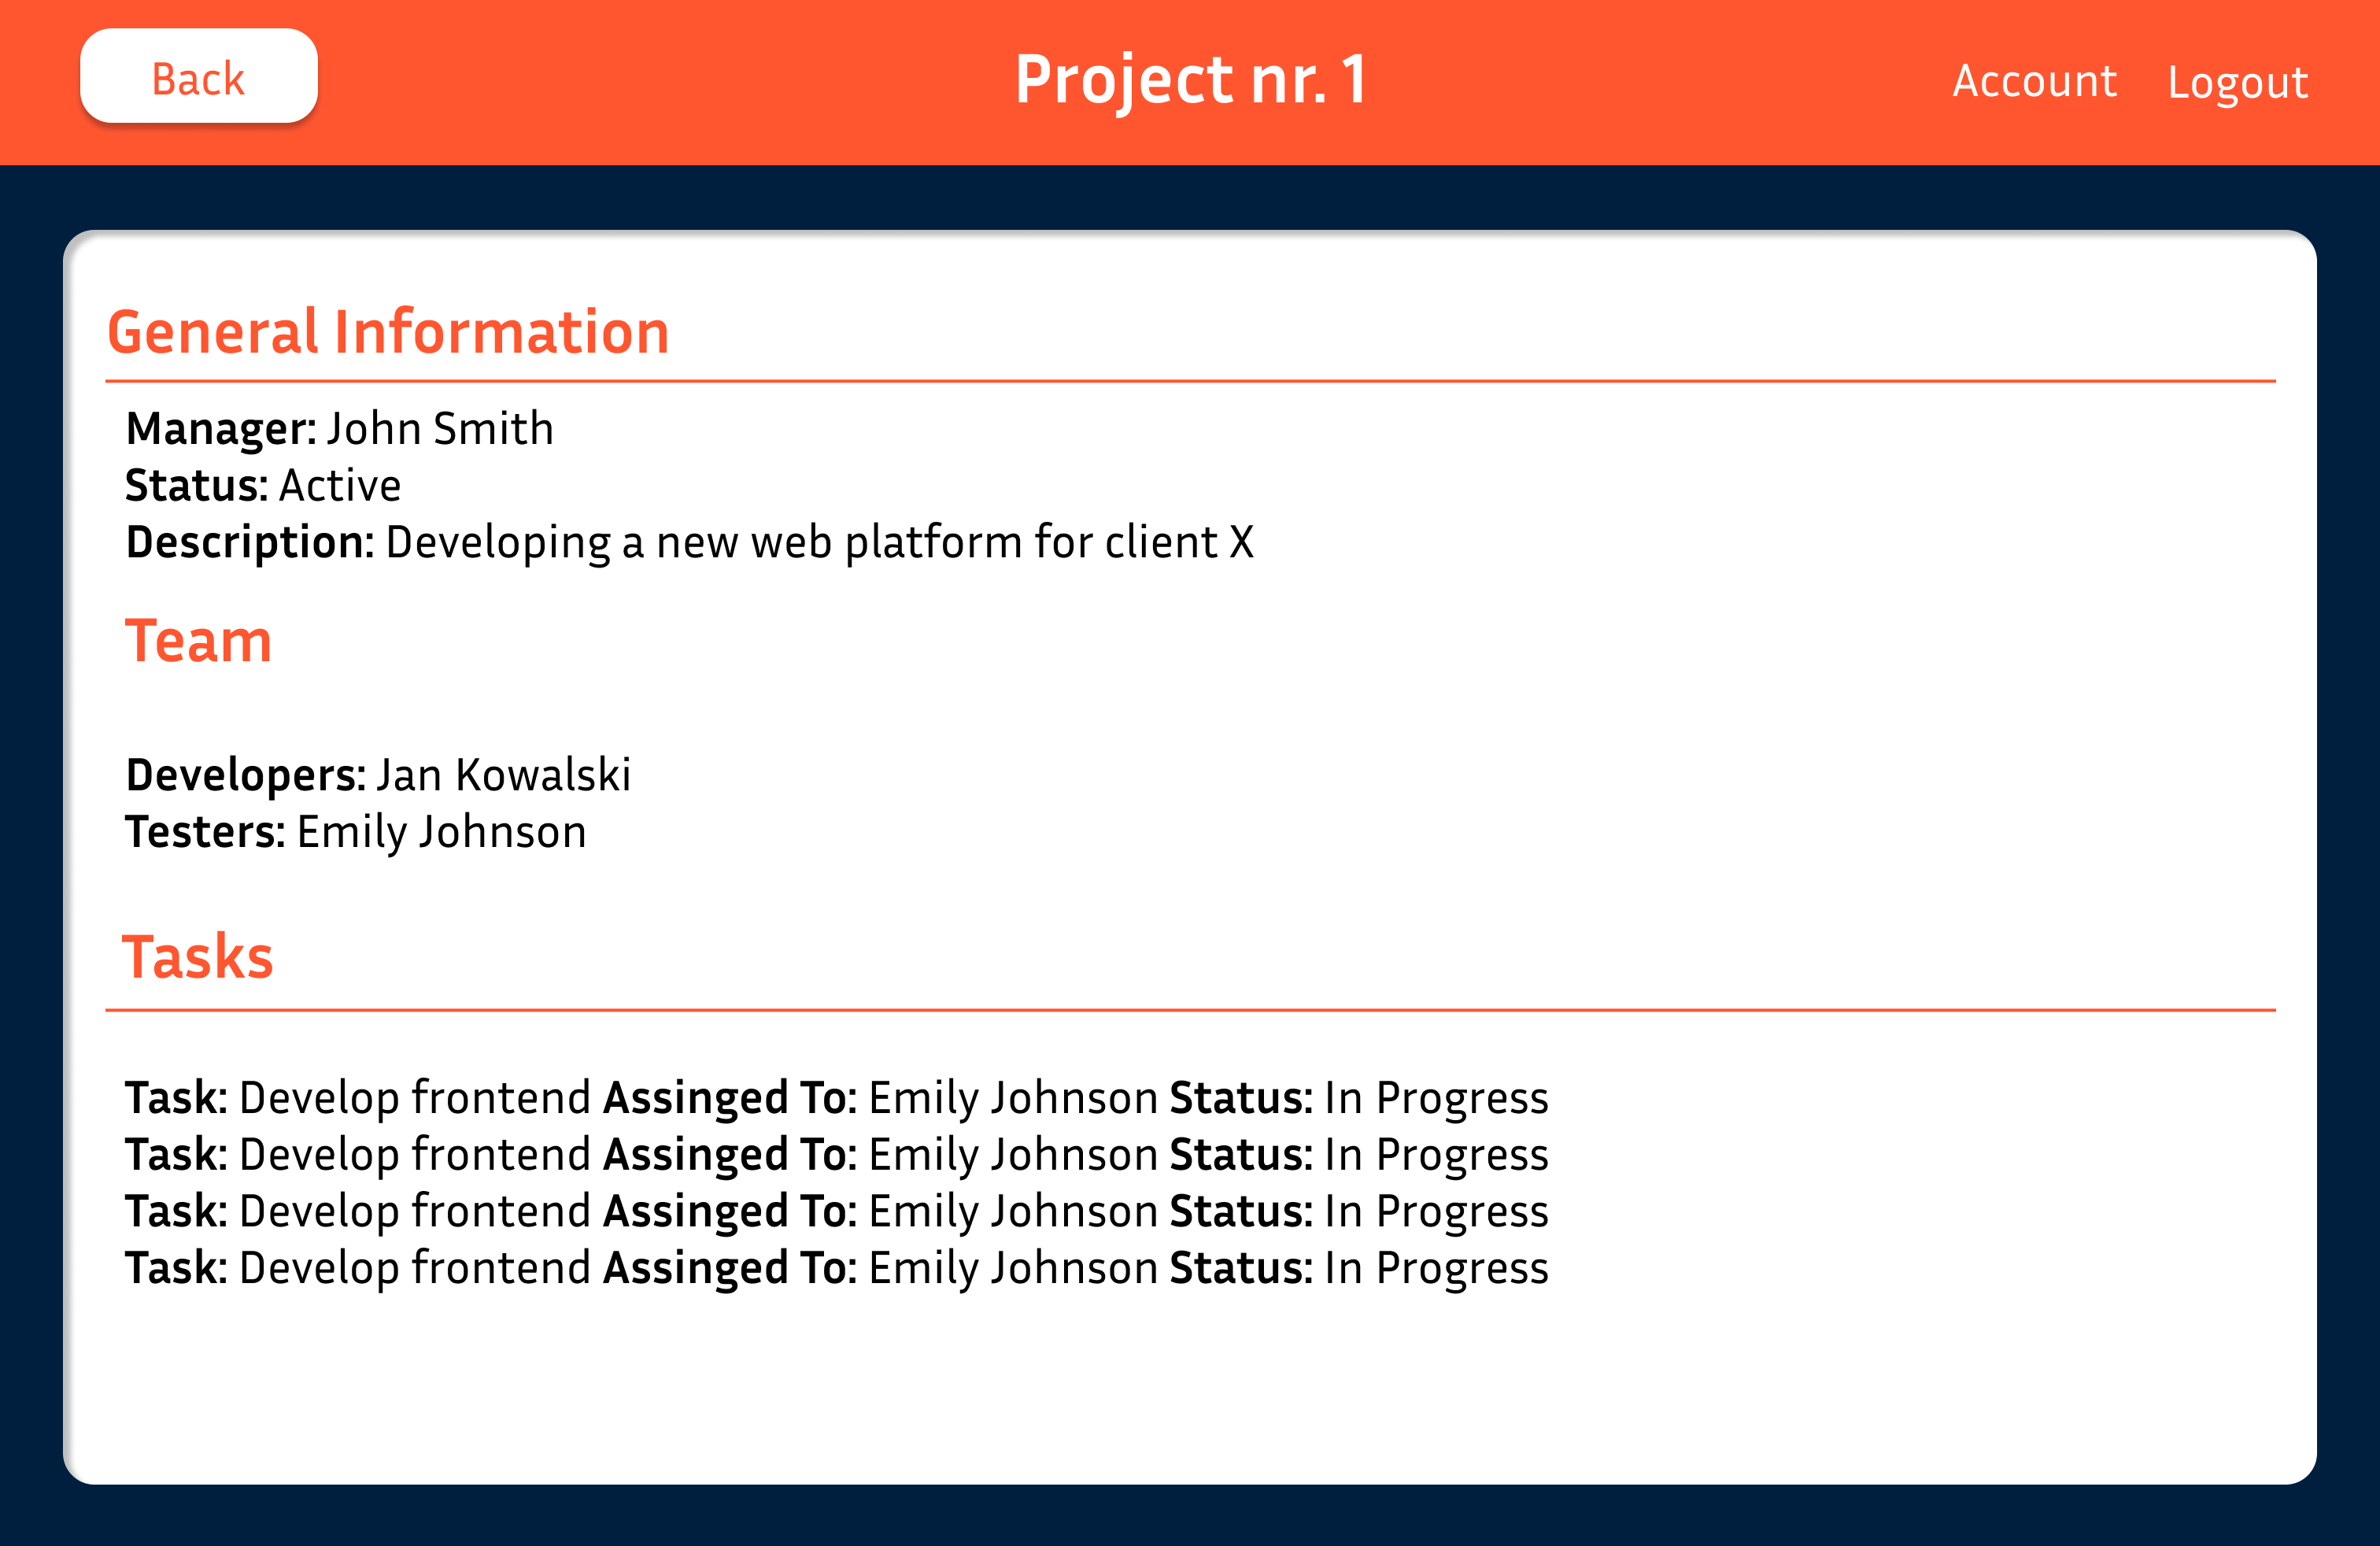 Back
Project nr. 1
Account
Logout
General Information
Manager: John Smith
Status: Active
Description: Developing a new web platform for client X
Team
Developers: Jan Kowalski
Testers: Emily Johnson
Tasks
Task: Develop frontend Assinged To: Emily Johnson Status: In Progress
Task: Develop frontend Assinged To: Emily Johnson Status: In Progress
Task: Develop frontend Assinged To: Emily Johnson Status: In Progress
Task: Develop frontend Assinged To: Emily Johnson Status: In Progress